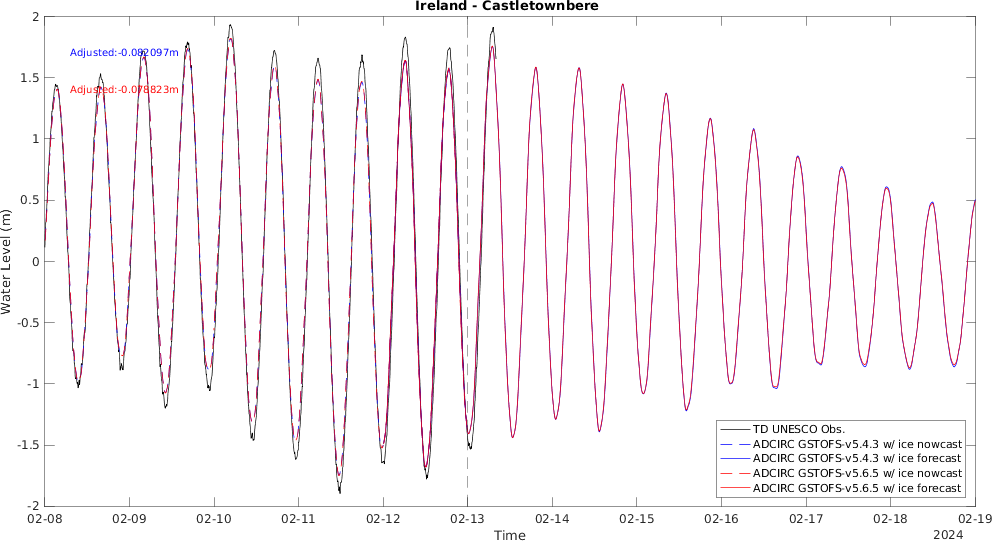 Ireland - Castletownbere
Adjusted:-0.082097m
Adjusted:-0.078823m
Water Level (m)
2
1.5
1
0.5
0
-0.5
-1
-1.5
-2
TD UNESCO Obs.
ADCIRC GSTOFS-v5.4.3 w/ ice nowcast
ADCIRC GSTOFS-v5.4.3 w/ ice forecast
ADCIRC GSTOFS-v5.6.5 w/ ice nowcast
ADCIRC GSTOFS-v5.6.5 w/ ice forecast
02-08 02-09 02-10 02-11 02-12 02-13 02-14 02-15 02-16 02-17 02-18 02-19
Time
2024